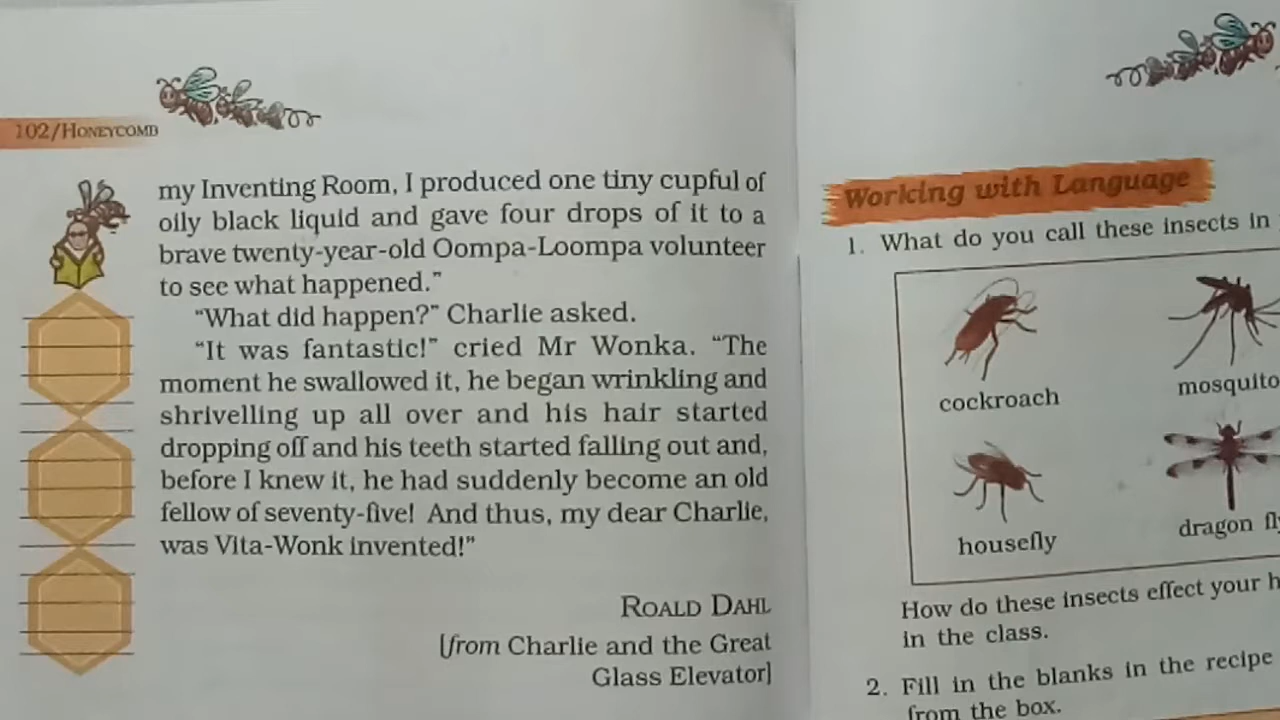 102/HONEYCOMB
my Inventing Room, I produced one tiny cupful of
oily black liquid and gave four drops of it to a
brave twenty-year-old Oompa-Loompa volunteer
to see what happened."
"What did happen?" Charlie asked.
"It was fantastic!" cried Mr Wonka. "The
moment he swallowed it, he began wrinkling and
shrivelling up all over and his hair started
dropping off and his teeth started falling out and,
before I knew it, he had suddenly become an old
fellow of seventy-five! And thus, my dear Charlie,
was Vita-Wonk invented!"
ROALD DAHL
[from Charlie and the Great
Glass Elevator]
Working with Language
1. What do you call these insects in
cockroach
mosquito
housefly
dragon
How do these insects effect your
in the class.
2. Fill in the blanks in the recipe
from the box.